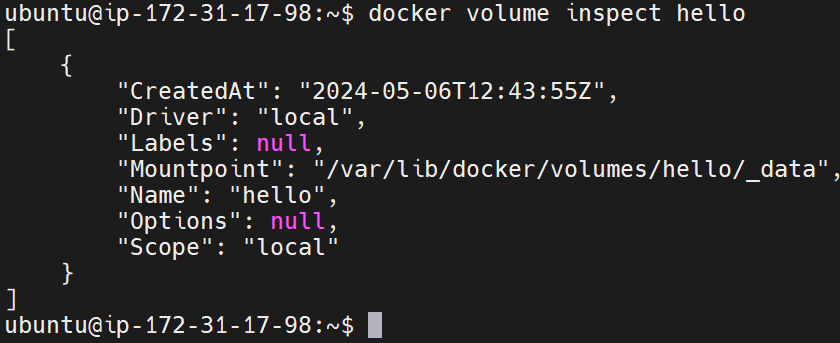 ubuntu@ip-172-31-17-98:~$ docker volume inspect hello
[
    {
        "CreatedAt": "2024-05-06T12:43:55Z",
        "Driver": "local",
        "Labels": null,
        "Mountpoint": "/var/lib/docker/volumes/hello/_data",
        "Name": "hello",
        "Options": null,
        "Scope": "local"
    }
]
ubuntu@ip-172-31-17-98:~$